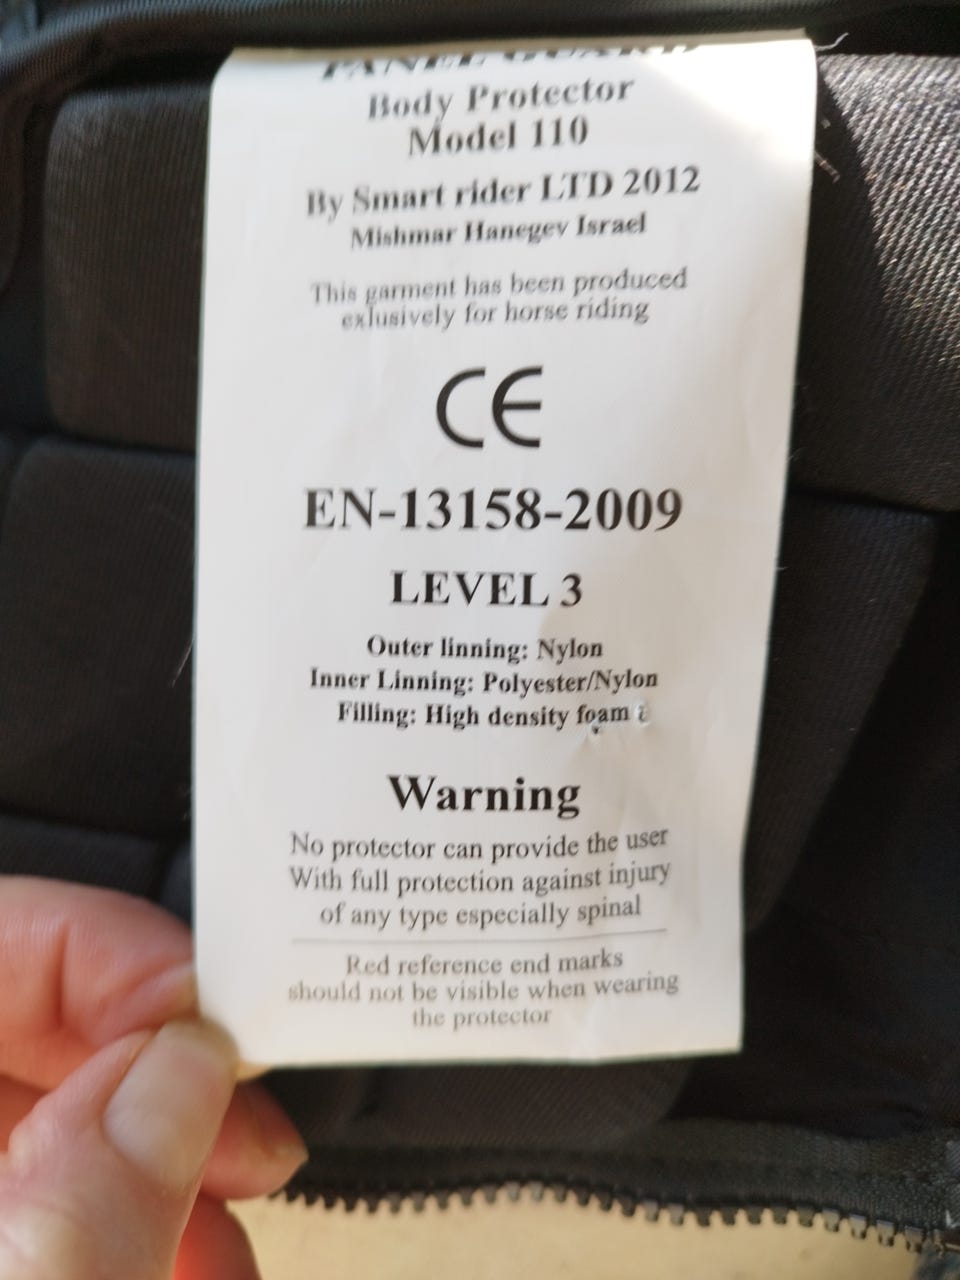 PANEL GUARD
Body Protector
Model 110
By Smart rider LTD 2012
Mishmar Hanegev Israel
This garment has been produced
exlusively for horse riding
CE
EN-13158-2009
LEVEL 3
Outer linning: Nylon
Inner Linning: Polyester/Nylon
Filling: High density foam
Warning
No protector can provide the user
With full protection against injury
of any type especially spinal
Red reference end marks
should not be visible when wearing
the protector